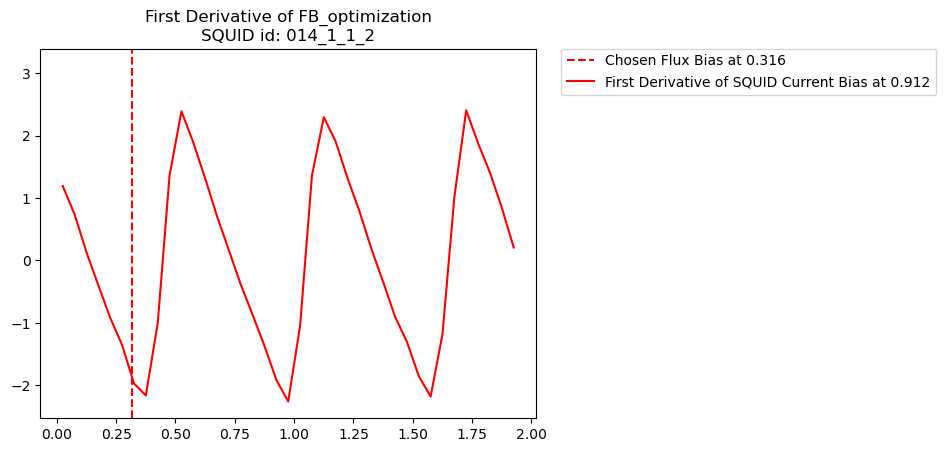 First Derivative of FB_optimization
SQUID id: 014_1_1_2
Chosen Flux Bias at 0.316
First Derivative of SQUID Current Bias at 0.912
3
2
1
0
−1
−2
0.00 0.25 0.50 0.75 1.00 1.25 1.50 1.75 2.00